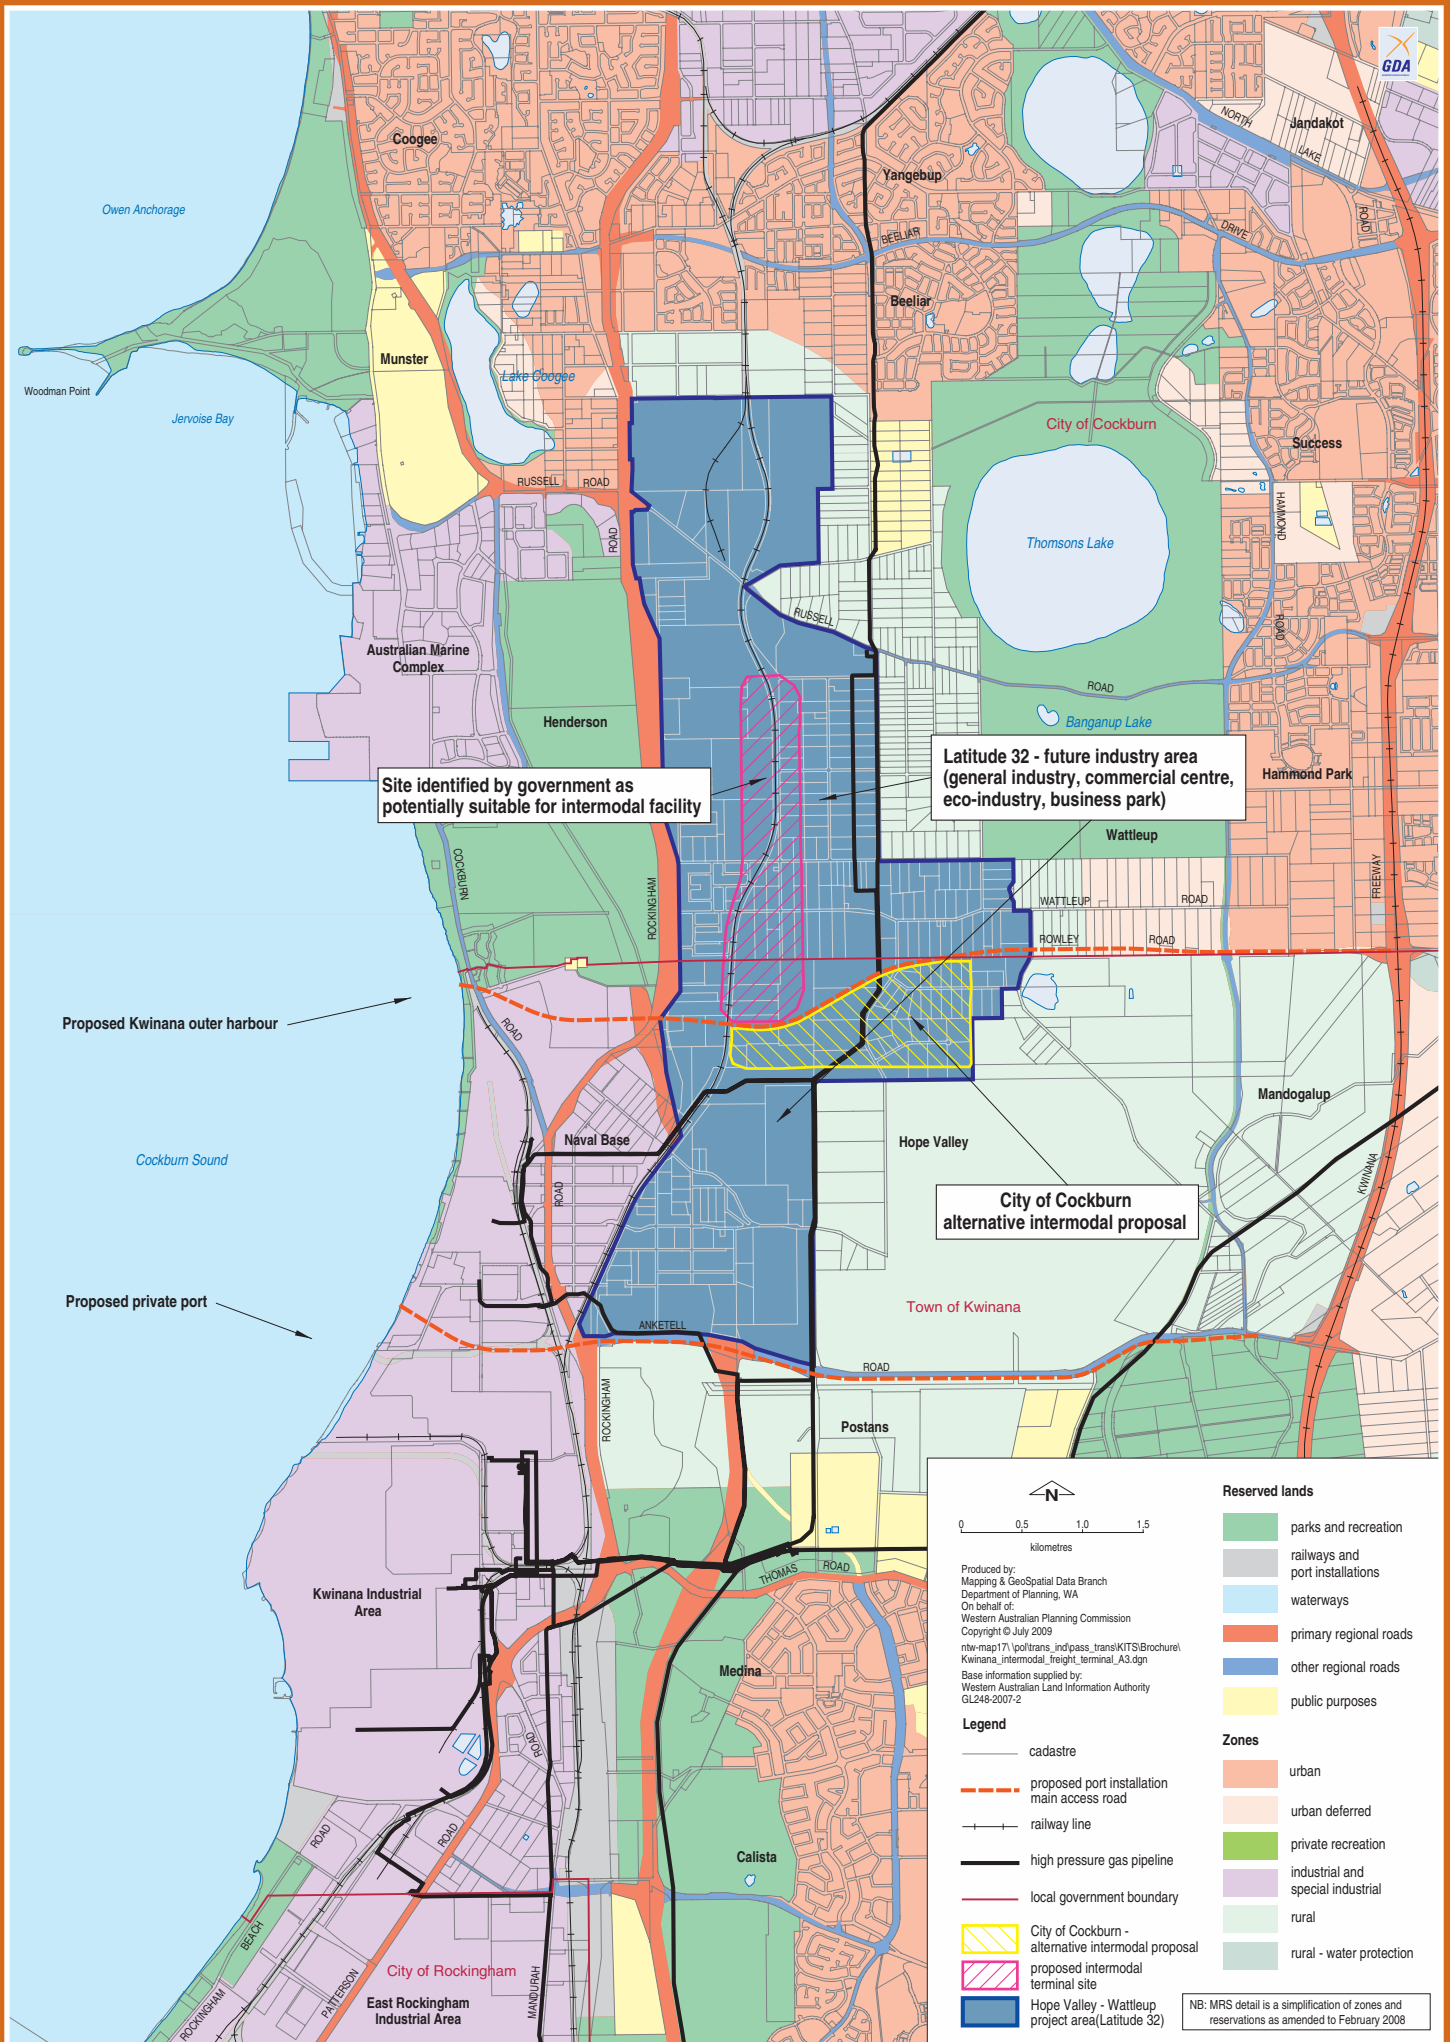 GDA
NORTH
LAKE
Jandakot
Coogee
Yangebup
ROAD
Owen Anchorage
BEELIAR
DRIVE
Beeliar
Munster
Lake Coogee
Woodman Point
Jervoise Bay
City of Cockburn
Success
RUSSELL
ROAD
HAMMOND
ROAD
Thomsons Lake
ROAD
RUSSELL
Australian Marine
Complex
ROAD
Henderson
Banganup Lake
Latitude 32 - future industry area
(general industry, commercial centre,
eco-industry, business park)
Hammond Park
Site identified by government as
potentially suitable for intermodal facility
Wattleup
COCKBURN
ROCKINGHAM
FREEWAY
WATTLEUP
ROAD
ROWLEY
ROAD
Proposed Kwinana outer harbour
ROAD
Mandogalup
Naval Base
Hope Valley
Cockburn Sound
KWINANA
ROAD
City of Cockburn
alternative intermodal proposal
Proposed private port
Town of Kwinana
ANKETELL
ROAD
ROCKINGHAM
Postans
N
0
0.5
1.0
1.5
kilometres
Produced by:
Mapping & GeoSpatial Data Branch
Department of Planning, WA
On behalf of:
Western Australian Planning Commission
Copyright © July 2009
ntw-map17\ \pol\trans_ind\pass_trans\KITS\Brochure\
Kwinana_intermodal_freight_terminal_A3.dgn
Base information supplied by:
Western Australian Land Information Authority
GL248-2007-2
Legend
cadastre
proposed port installation
main access road
railway line
high pressure gas pipeline
local government boundary
City of Cockburn -
alternative intermodal proposal
proposed intermodal
terminal site
Hope Valley - Wattleup
project area(Latitude 32)
Reserved lands
parks and recreation
railways and
port installations
waterways
primary regional roads
other regional roads
public purposes
Zones
urban
urban deferred
private recreation
industrial and
special industrial
rural
rural - water protection
NB: MRS detail is a simplification of zones and
reservations as amended to February 2008
THOMAS
ROAD
Kwinana Industrial
Area
Medina
ROAD
ROAD
ROAD
Calista
BEACH
City of Rockingham
ROCKINGHAM
PATTERSON
MANDURAH
East Rockingham
Industrial Area